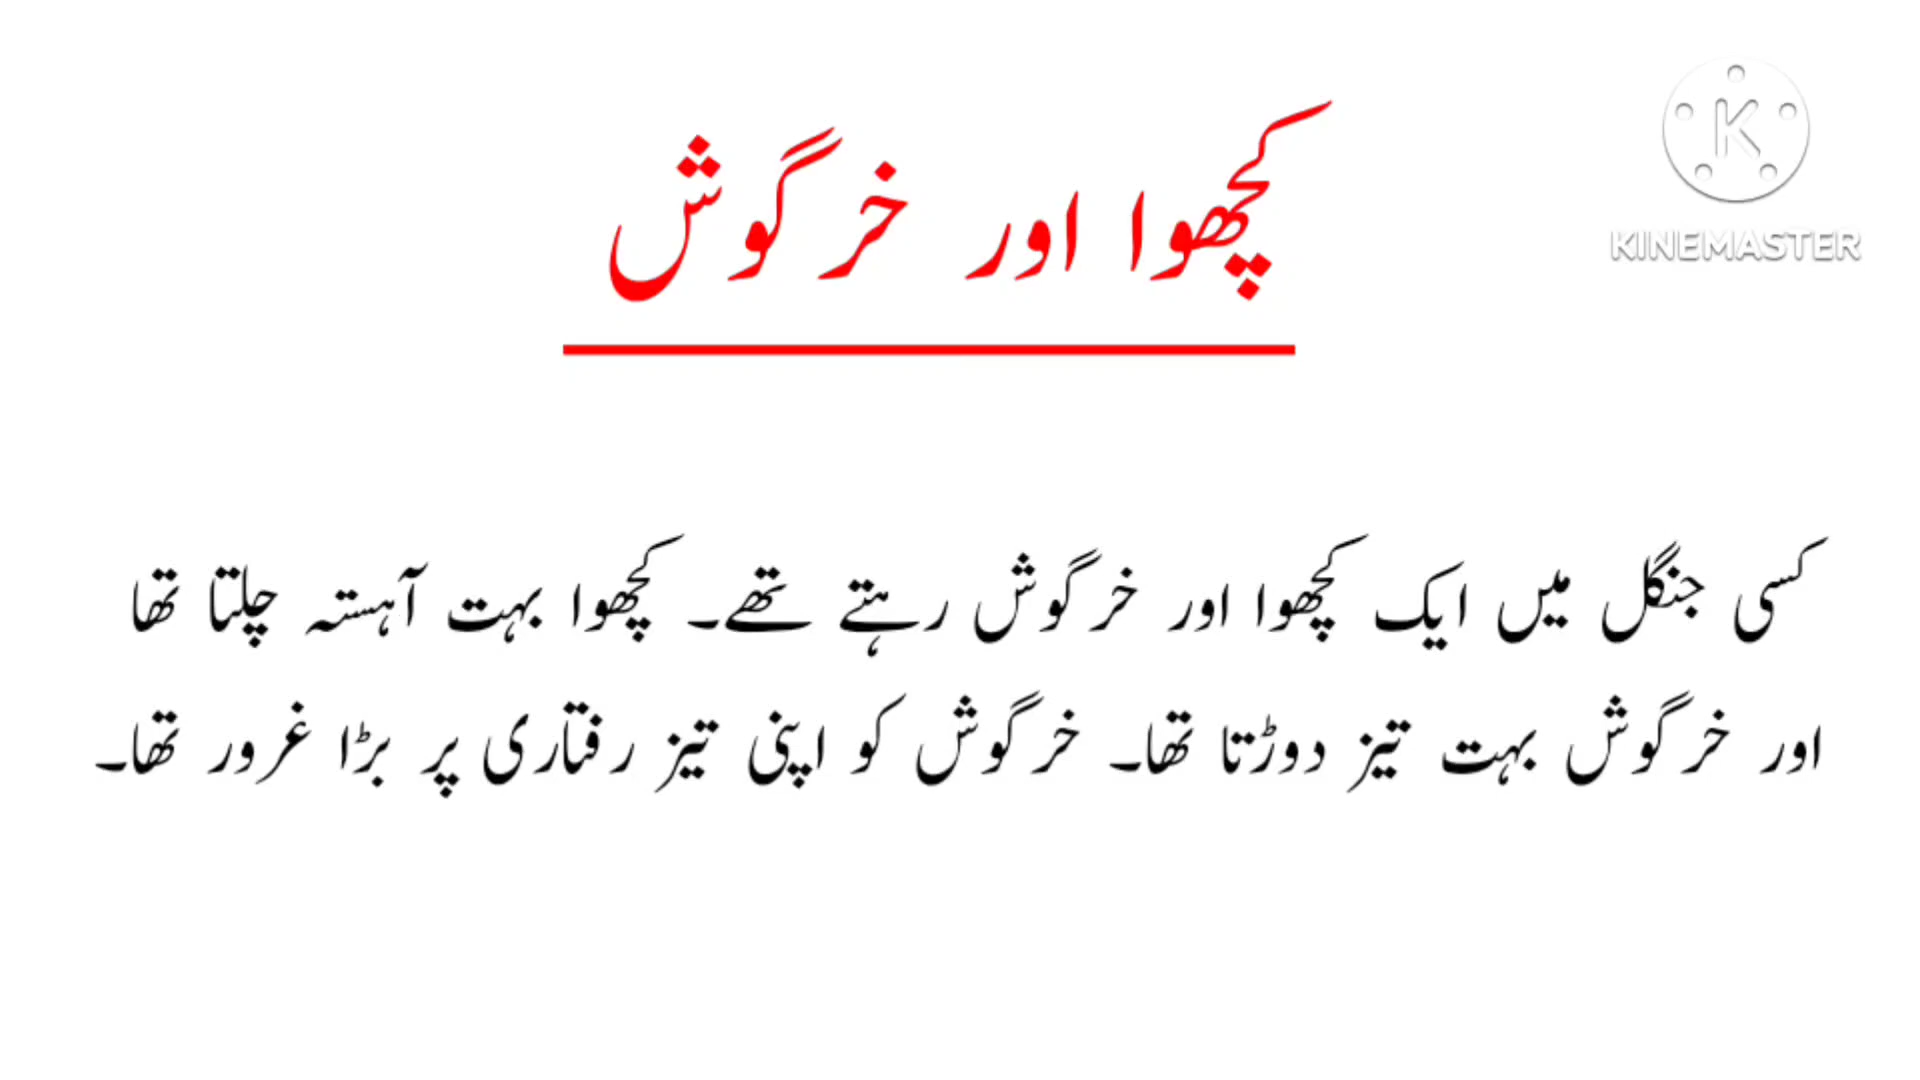 کچھوا اور خرگوش
K
KINEMASTER
کسی جنگل میں ایک کچھوا اور خرگوش رہتے تھے۔ کچھوا بہت آہستہ چلتا تھا
اور خرگوش بہت تیز دوڑتا تھا۔ خرگوش کو اپنی تیز رفتاری پر بڑا غرور تھا۔